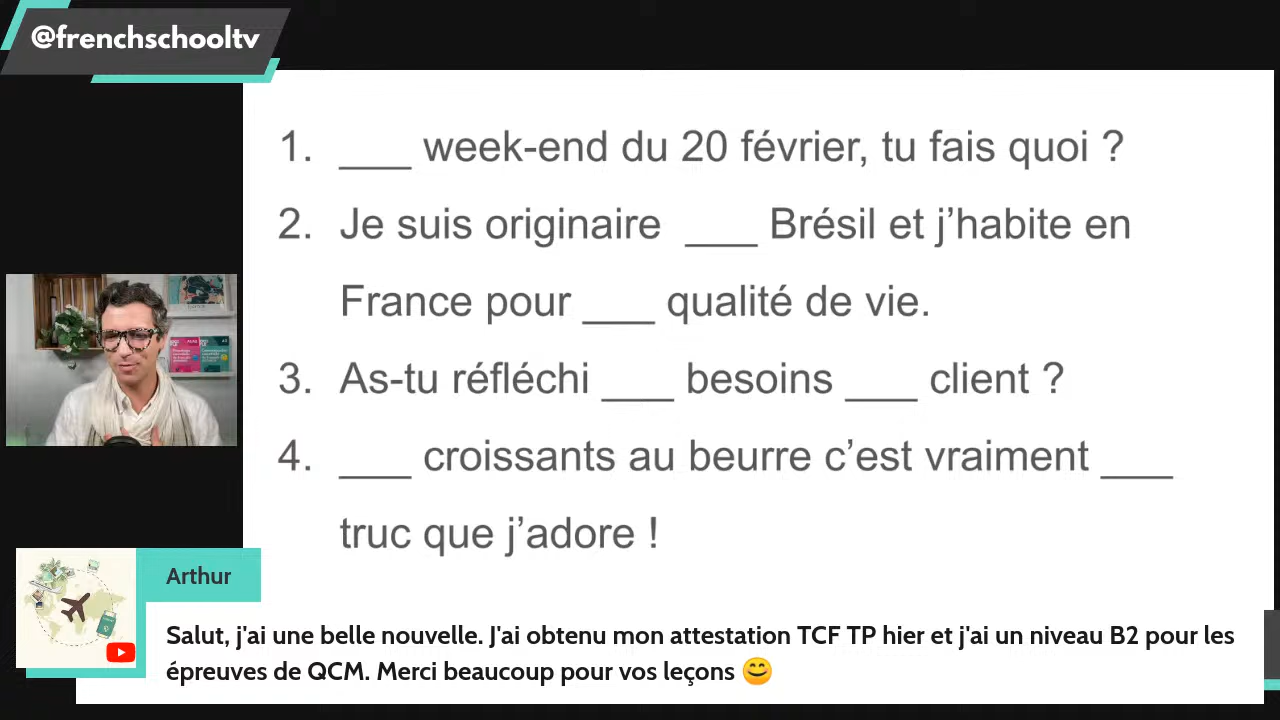 @frenchschooltv
1. ___ week-end du 20 février, tu fais quoi ?
2. Je suis originaire ___ Brésil et j’habite en
France pour ___ qualité de vie.
3. As-tu réfléchi ___ besoins ___ client ?
4. ___ croissants au beurre c’est vraiment ___
truc que j’adore !
Arthur
Salut, j'ai une belle nouvelle. J'ai obtenu mon attestation TCF TP hier et j'ai un niveau B2 pour les
épreuves de QCM. Merci beaucoup pour vos leçons 😊